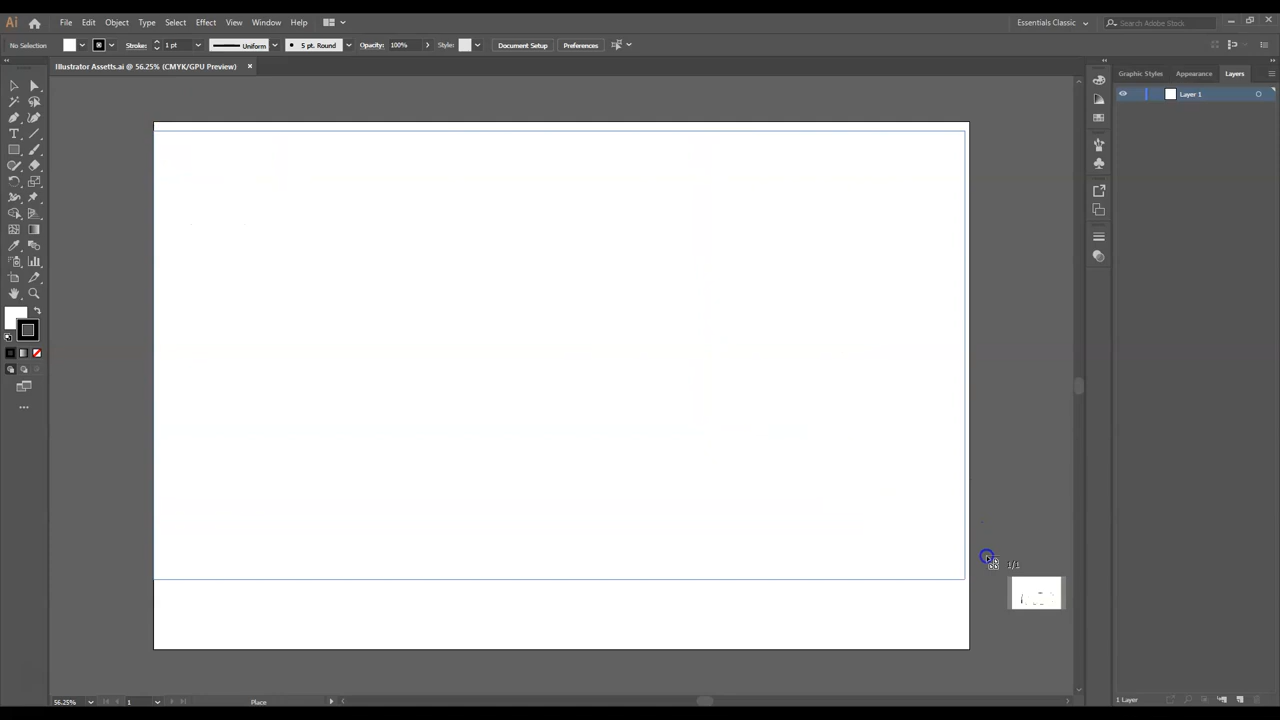 Ai File Edit Object Type Select Effect View Window Help Essentials Classic Search Adobe Stock
No Selection Stroke: 1 pt Uniform 5 pt. Round Opacity: 100% Style: Document Setup Preferences
Illustrator Assetts.ai @ 56.25% (CMYK/GPU Preview) ×
Graphic Styles Appearance Layers
Layer 1
1/1
56.25% 1 Place 1 Layer